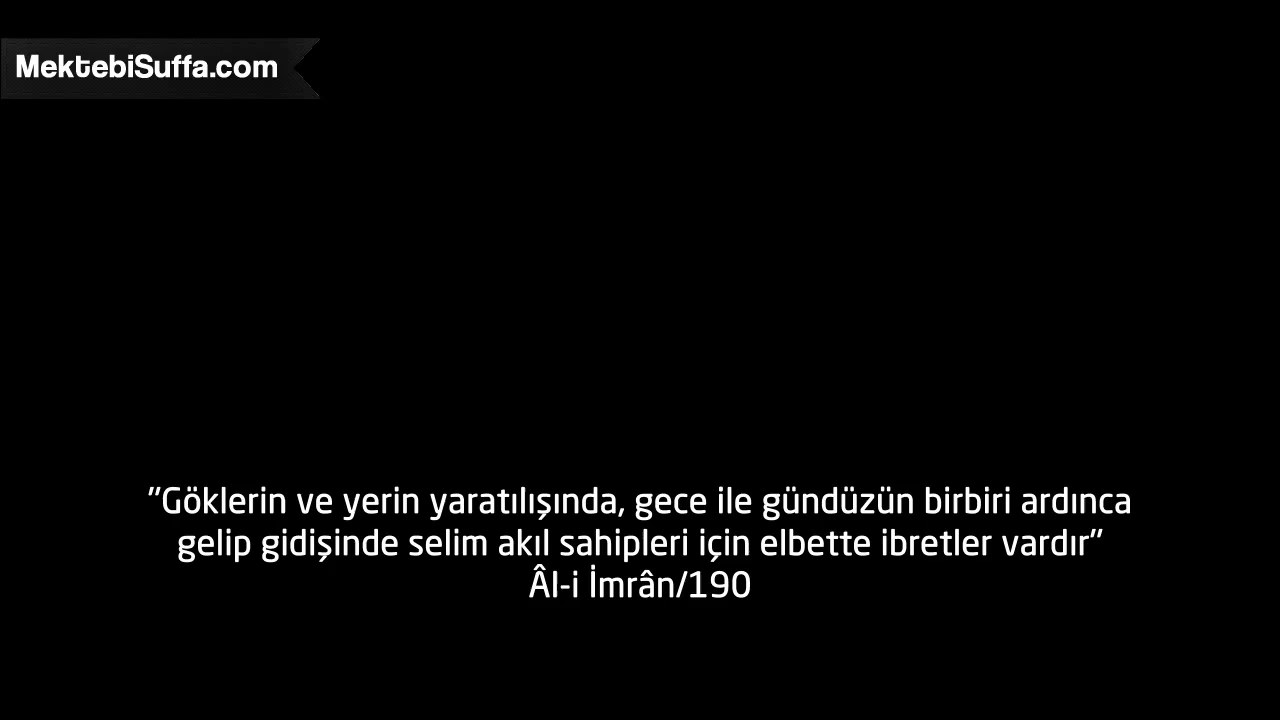 MektebiSuffa.com
"Göklerin ve yerin yaratılışında, gece ile gündüzün birbiri ardınca
gelip gidişinde selim akıl sahipleri için elbette ibretler vardır"
Âl-i İmrân/190